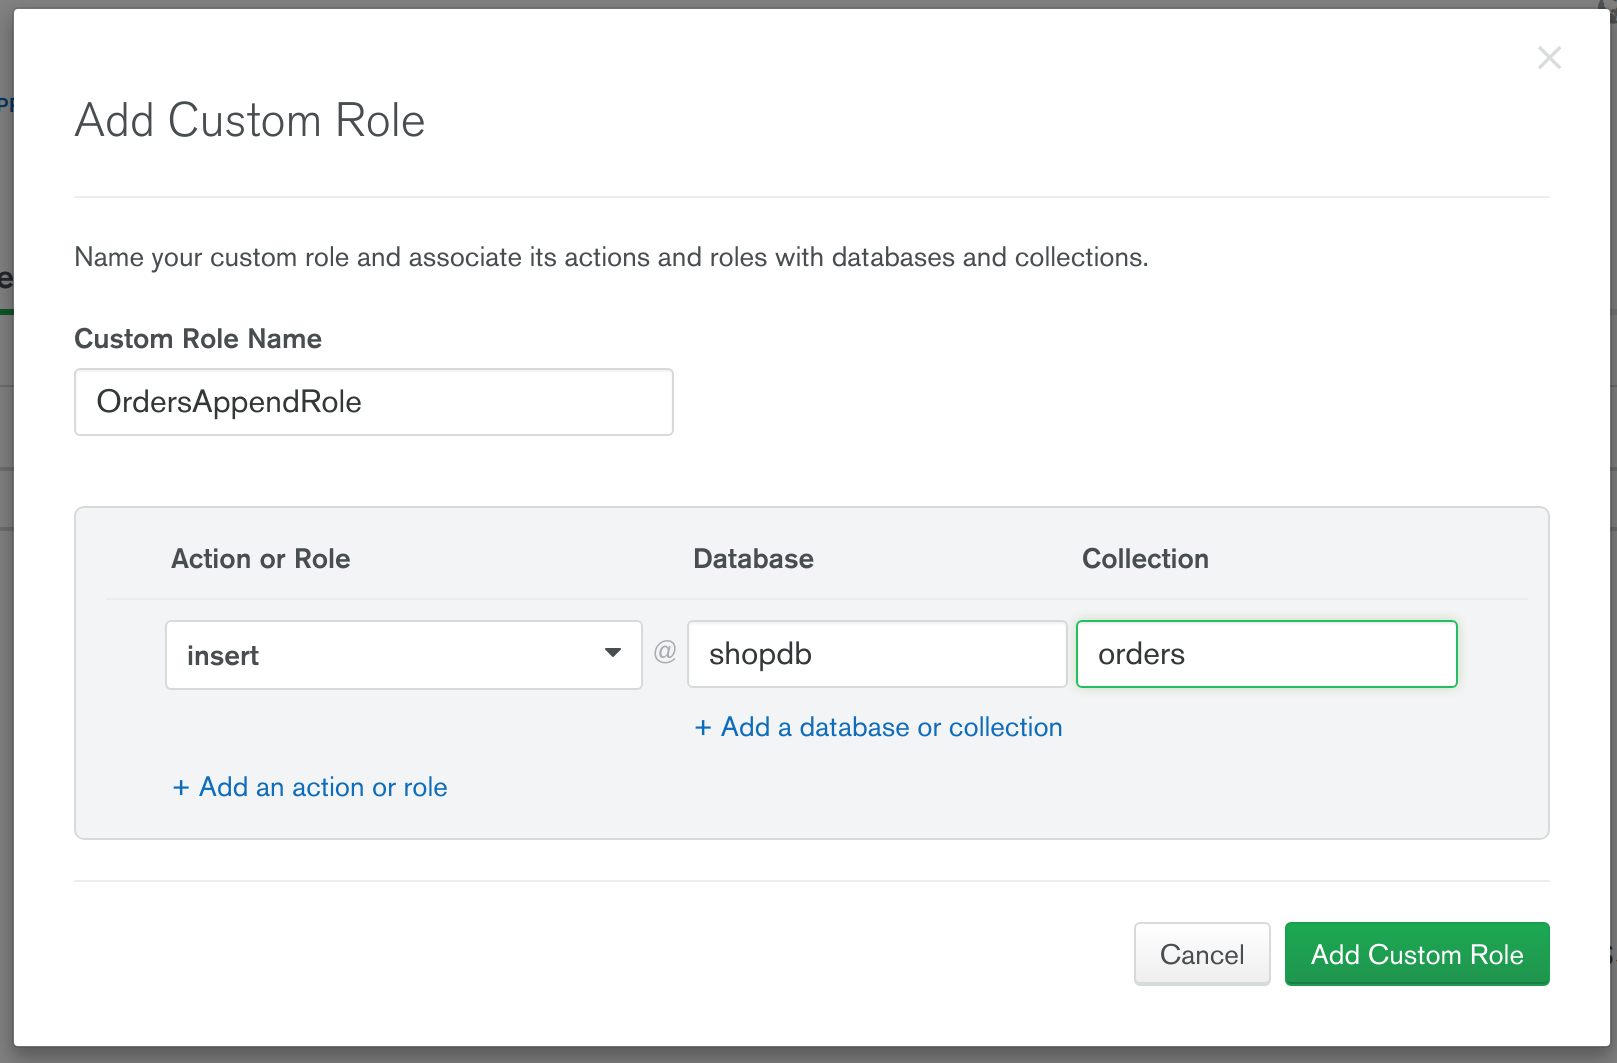 Add Custom Role
Name your custom role and associate its actions and roles with databases and collections.
Custom Role Name
OrdersAppendRole
Action or Role Database Collection
insert @ shopdb orders
+ Add a database or collection
+ Add an action or role
Cancel Add Custom Role